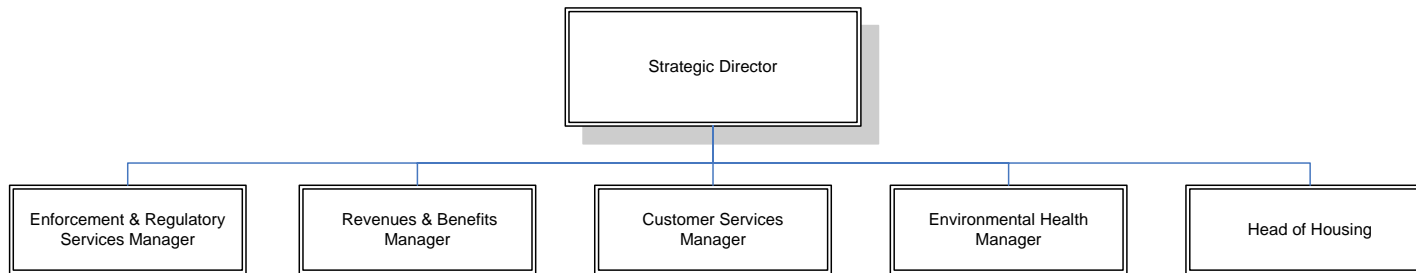 Strategic Director
Enforcement & Regulatory
Services Manager
Revenues & Benefits
Manager
Customer Services
Manager
Environmental Health
Manager
Head of Housing